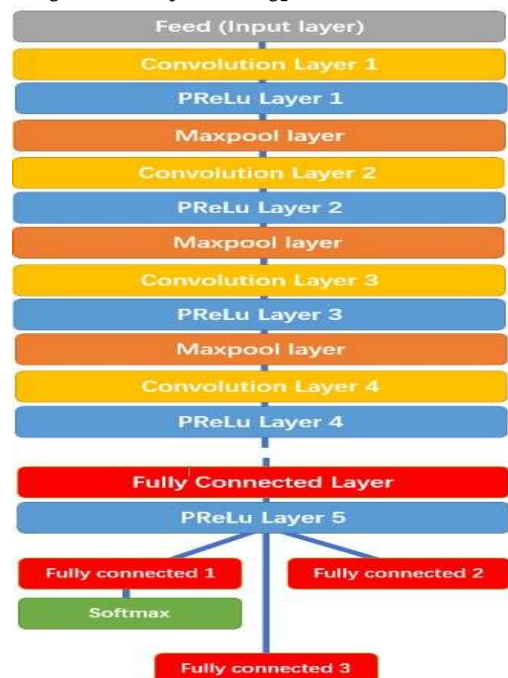 Feed (Input layer)
Convolution Layer 1
PReLu Layer 1
Maxpool layer
Convolution Layer 2
PReLu Layer 2
Maxpool layer
Convolution Layer 3
PReLu Layer 3
Maxpool layer
Convolution Layer 4
PReLu Layer 4
Fully Connected Layer
PReLu Layer 5
Fully connected 1
Fully connected 2
Softmax
Fully connected 3